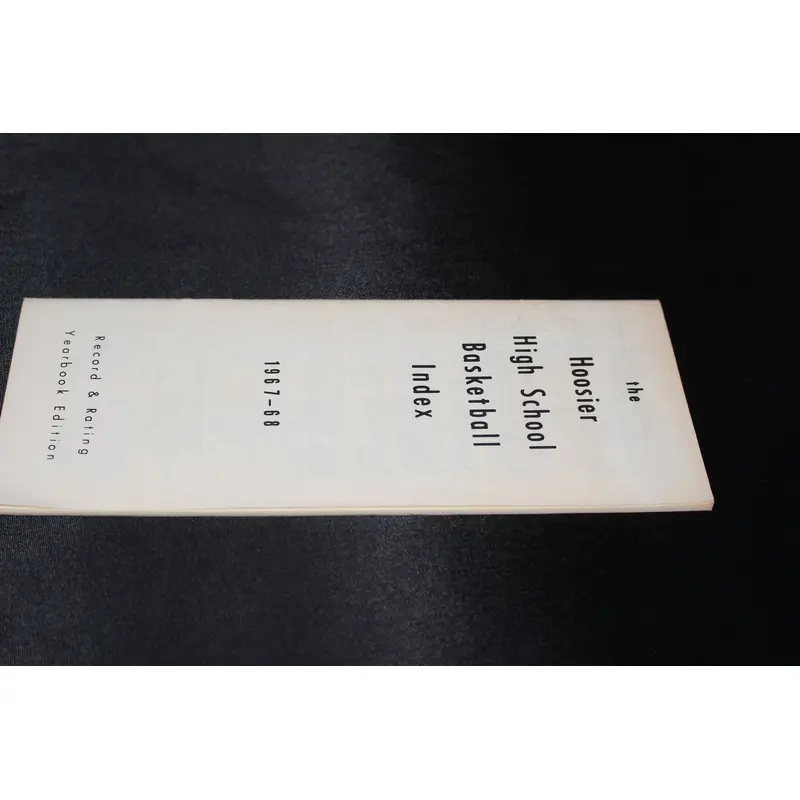 the
Hoosier
High School
Basketball
Index
1967-68
Record & Rating
Yearbook Edition